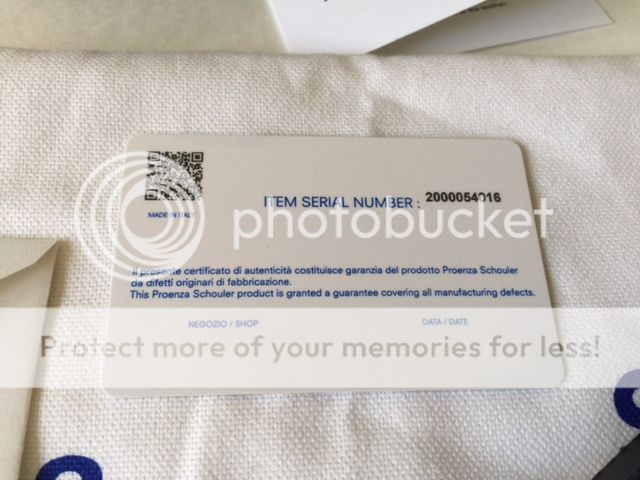 the leather.
ITEM SERIAL NUMBER : 2000054016
MADE IN ITALY
photobucket
Il presente certificato di autenticità costituisce garanzia del prodotto Proenza Schouler
da difetti originari di fabbricazione.
This Proenza Schouler product is granted a guarantee covering all manufacturing defects.
NEGOZIO / SHOP
DATA / DATE
Protect more of your memories for less!